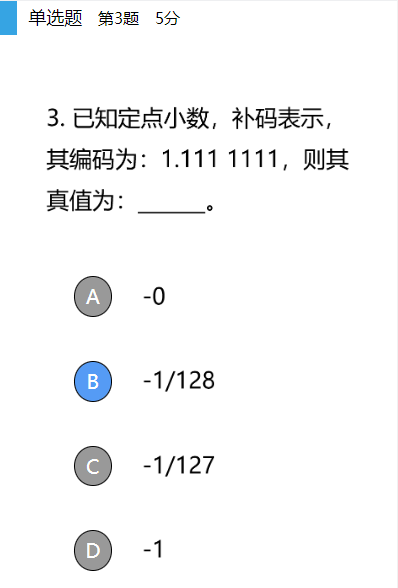 单选题 第3题 5分
3. 已知定点小数，补码表示，
其编码为：1.111 1111，则其
真值为：______。
A -0
B -1/128
C -1/127
D -1